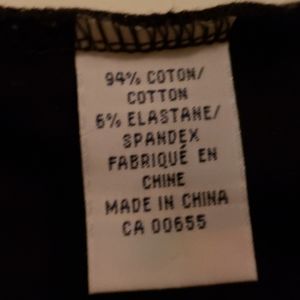 94% COTON/
COTTON
6% ELASTANE/
SPANDEX
FABRIQUÉ EN
CHINE
MADE IN CHINA
CA 00655